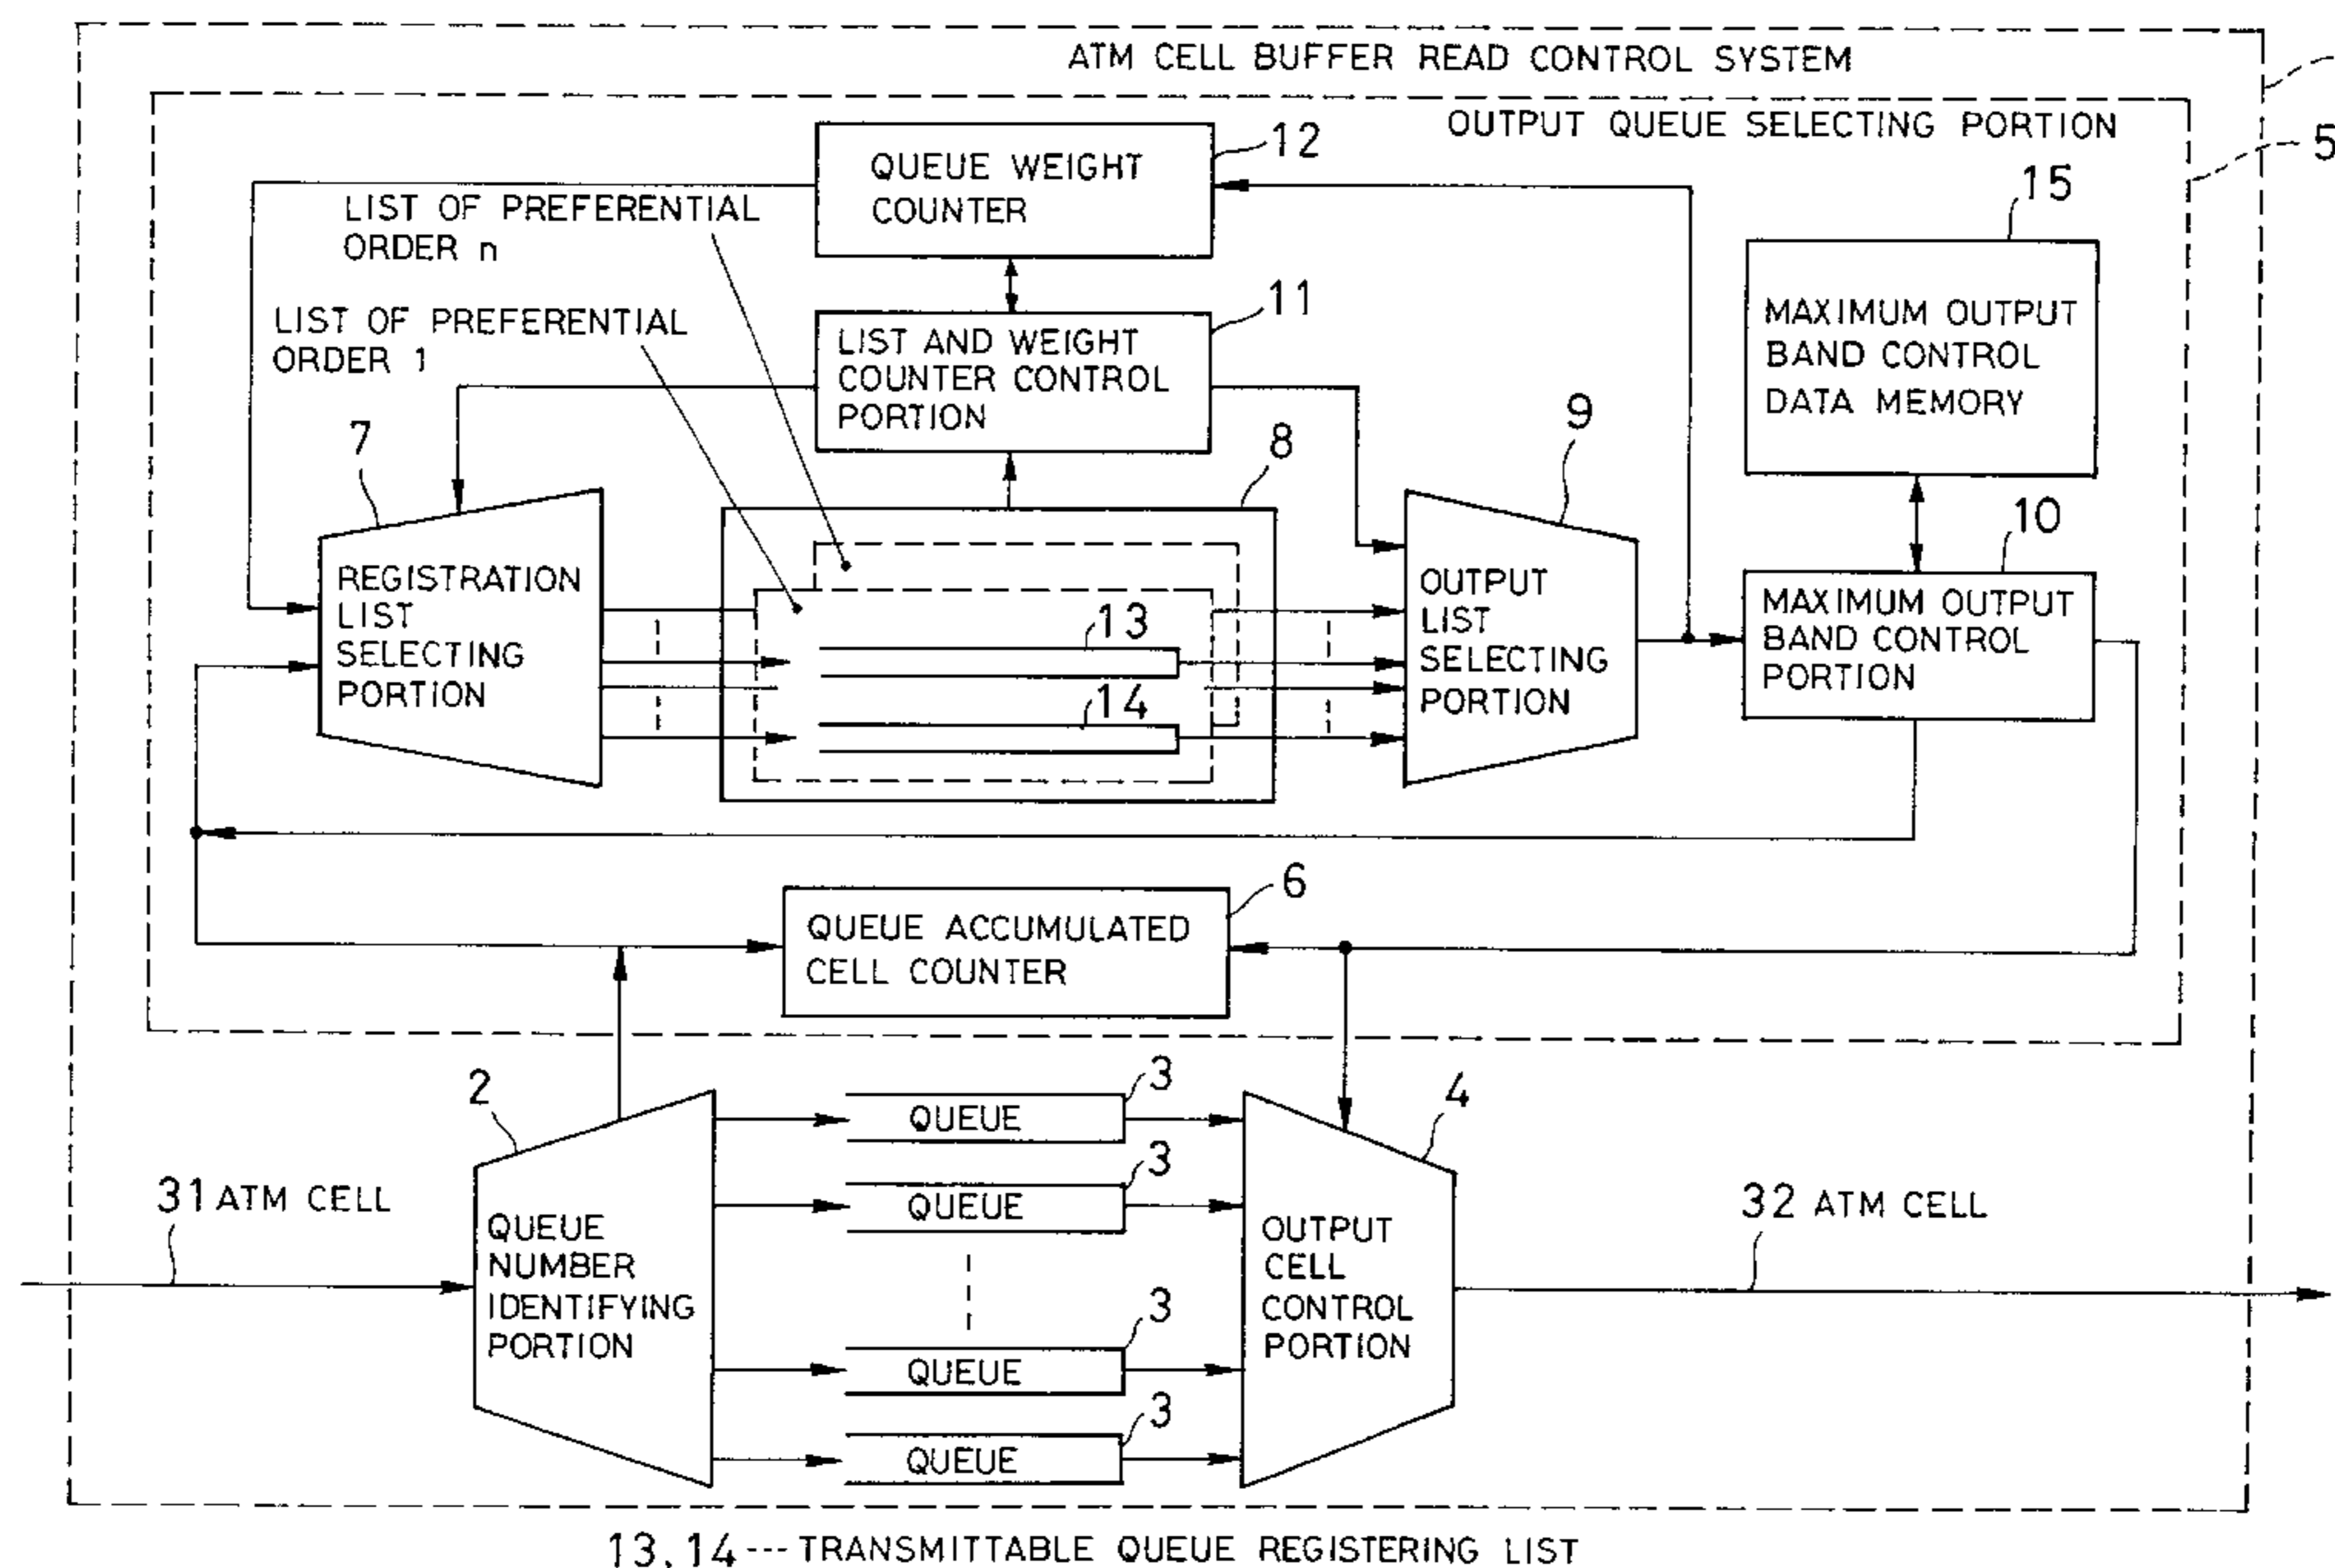 ATM CELL BUFFER READ CONTROL SYSTEM
OUTPUT QUEUE SELECTING PORTION
5
12
QUEUE WEIGHT
COUNTER
15
LIST OF PREFERENTIAL
ORDER n
MAXIMUM OUTPUT
BAND CONTROL
DATA MEMORY
11
LIST OF PREFERENTIAL
ORDER 1
LIST AND WEIGHT
COUNTER CONTROL
PORTION
7
8
9
10
REGISTRATION
LIST
SELECTING
PORTION
13
14
OUTPUT
LIST
SELECTING
PORTION
MAXIMUM OUTPUT
BAND CONTROL
PORTION
6
QUEUE ACCUMULATED
CELL COUNTER
2
3
QUEUE
4
3
QUEUE
31 ATM CELL
32 ATM CELL
QUEUE
NUMBER
IDENTIFYING
PORTION
OUTPUT
CELL
CONTROL
PORTION
3
QUEUE
3
QUEUE
13, 14 --- TRANSMITTABLE QUEUE REGISTERING LIST